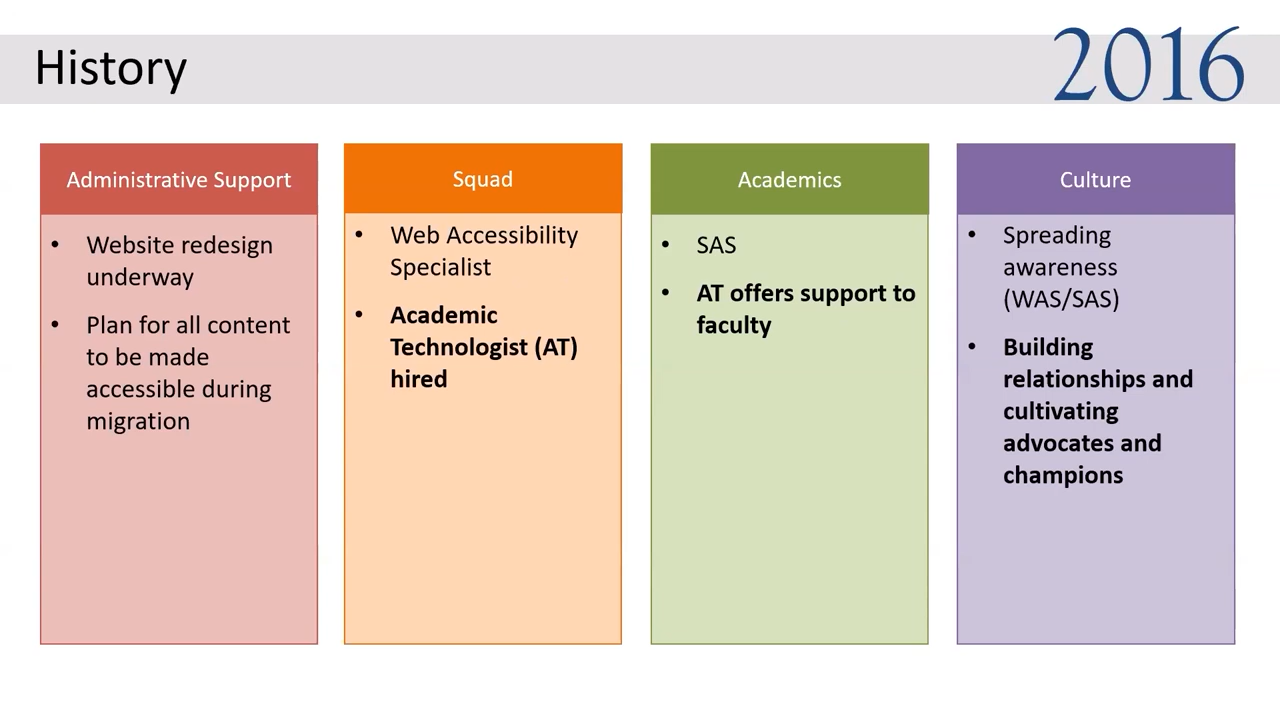 History
2016
Administrative Support
• Website redesign
underway
• Plan for all content
to be made
accessible during
migration
Squad
• Web Accessibility
Specialist
• Academic
Technologist (AT)
hired
Academics
• SAS
• AT offers support to
faculty
Culture
• Spreading
awareness
(WAS/SAS)
• Building
relationships and
cultivating
advocates and
champions